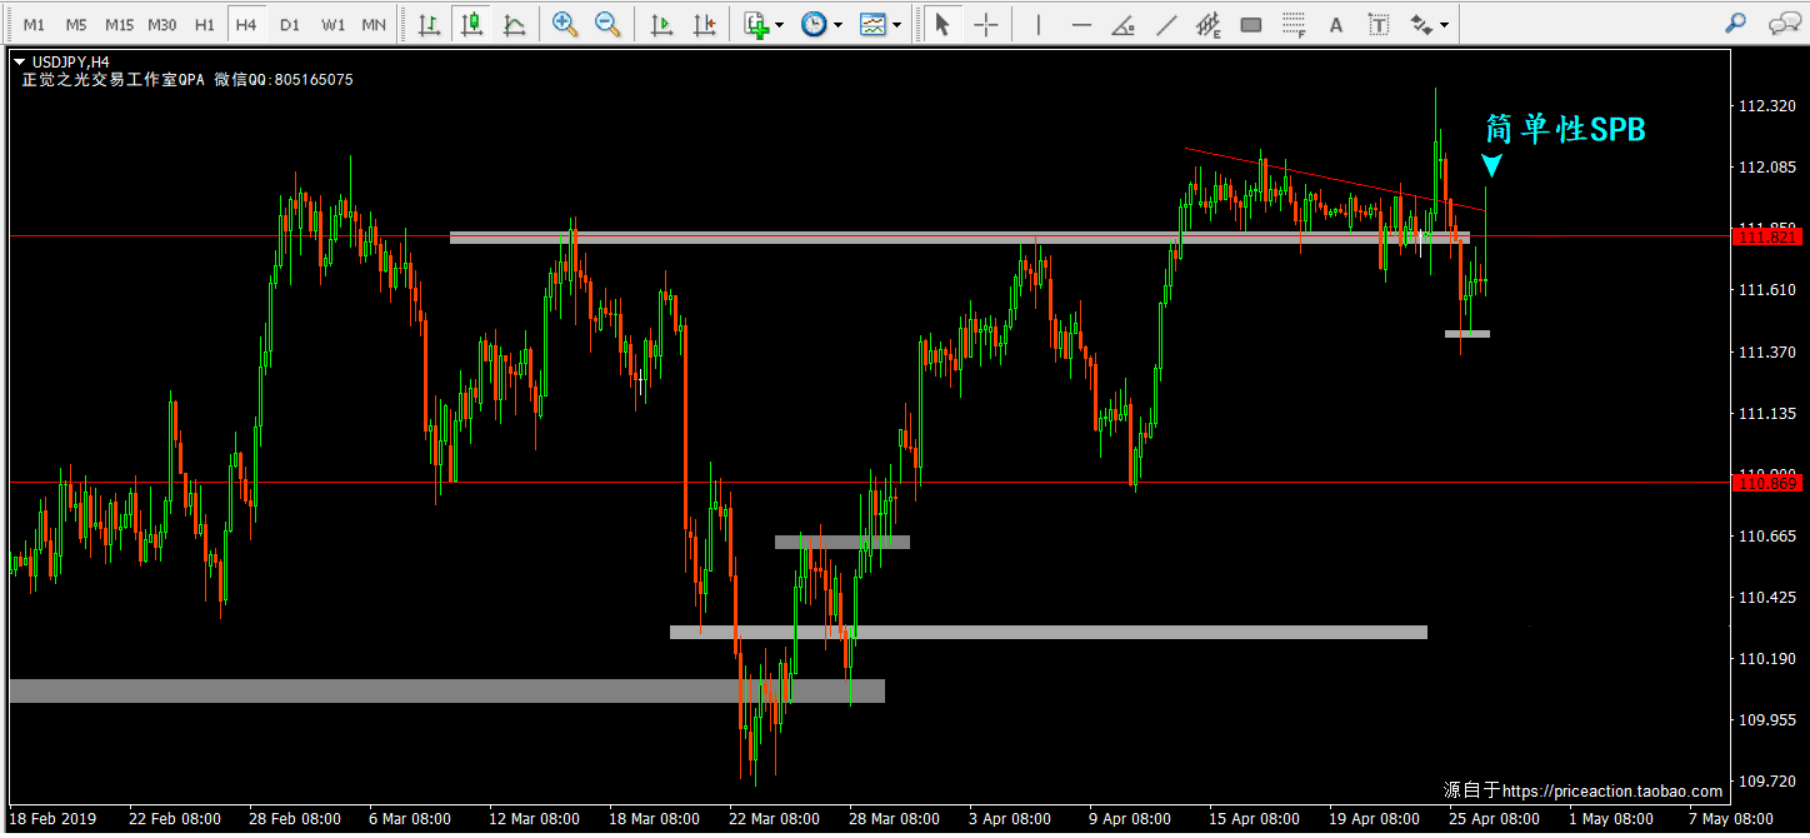 M1 M5 M15 M30 H1 H4 D1 W1 MN
USDJPY,H4
正觉之光交易工作室QPA 微信QQ:805165075
简单性SPB
112.320
112.085
111.821
111.610
111.370
111.135
110.869
110.665
110.425
110.190
109.955
109.720
源自于https://priceaction.taobao.com
18 Feb 2019 22 Feb 08:00 28 Feb 08:00 6 Mar 08:00 12 Mar 08:00 18 Mar 08:00 22 Mar 08:00 28 Mar 08:00 3 Apr 08:00 9 Apr 08:00 15 Apr 08:00 19 Apr 08:00 25 Apr 08:00 1 May 08:00 7 May 08:00